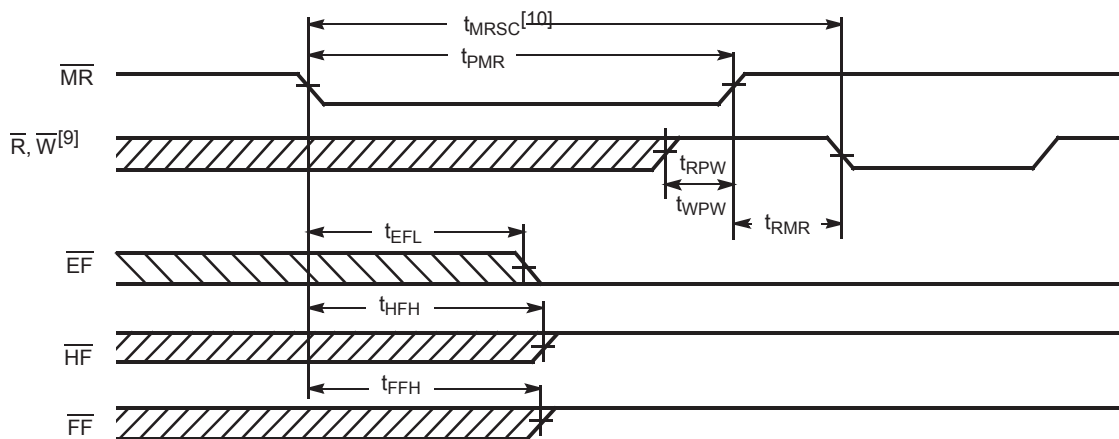 tMRSC[10]
tPMR
MR
R, W[9]
tRPW
tWPW
tRMR
tEFL
EF
tHFH
HF
tFFH
FF